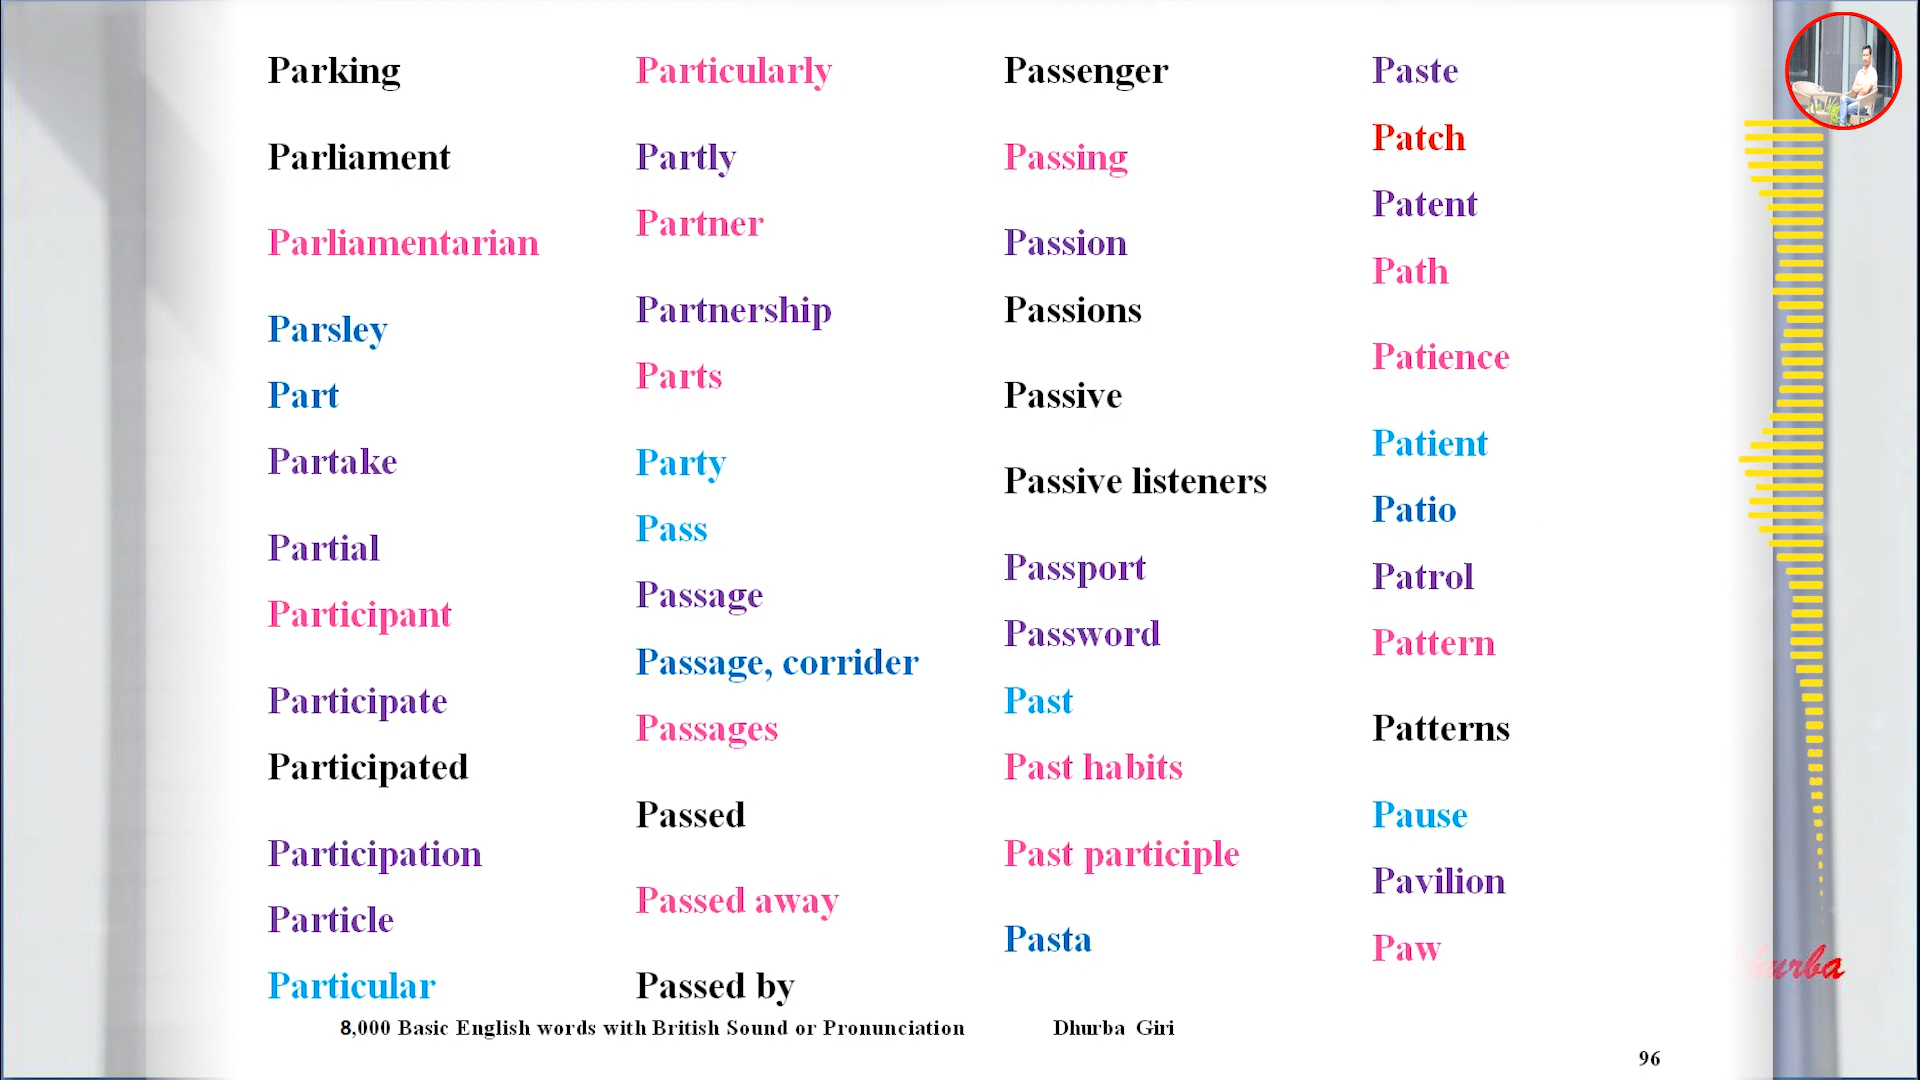 Parking
Parliament
Parliamentarian
Parsley
Part
Partake
Partial
Participant
Participate
Participated
Participation
Particle
Particular
Particularly
Partly
Partner
Partnership
Parts
Party
Pass
Passage
Passage, corrider
Passages
Passed
Passed away
Passed by
Passenger
Passing
Passion
Passions
Passive
Passive listeners
Passport
Password
Past
Past habits
Past participle
Pasta
Paste
Patch
Patent
Path
Patience
Patient
Patio
Patrol
Pattern
Patterns
Pause
Pavilion
Paw
8,000 Basic English words with British Sound or Pronunciation Dhurba Giri
96